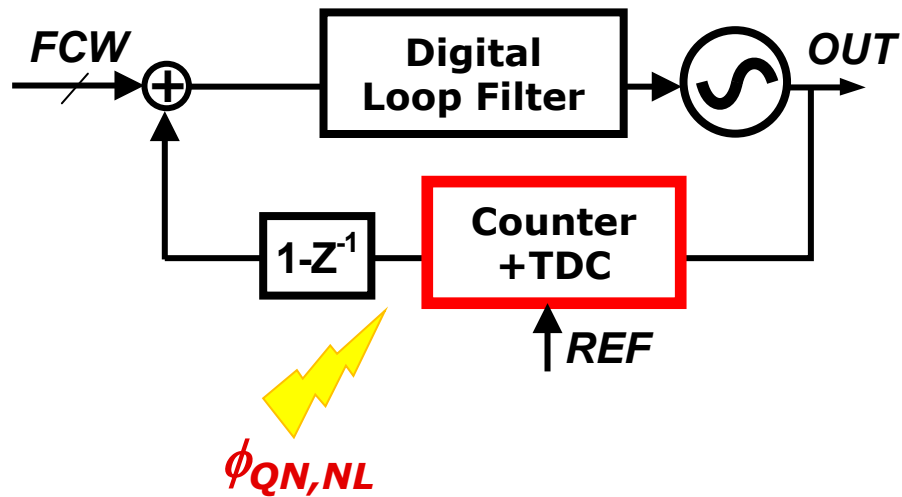 FCW
+
Digital
Loop Filter
OUT
1-Z⁻¹
Counter
+TDC
REF
ϕQN,NL